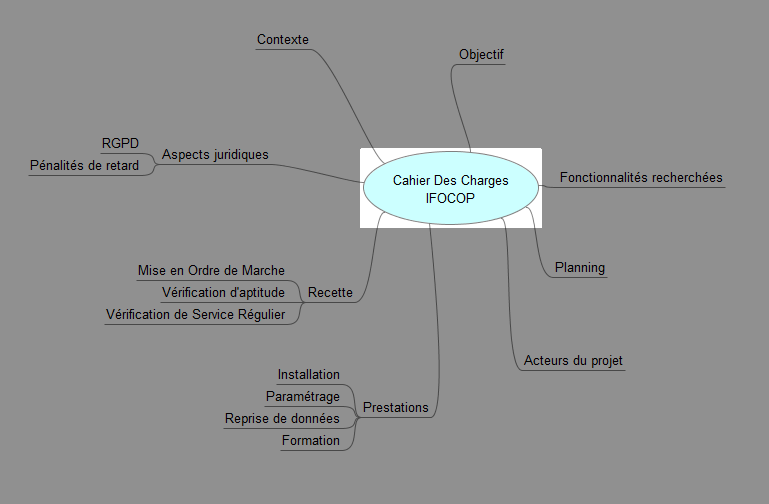 Contexte
Objectif
RGPD
Pénalités de retard
Aspects juridiques
Cahier Des Charges
IFOCOP
Fonctionnalités recherchées
Planning
Mise en Ordre de Marche
Vérification d'aptitude
Vérification de Service Régulier
Recette
Acteurs du projet
Installation
Paramétrage
Reprise de données
Formation
Prestations